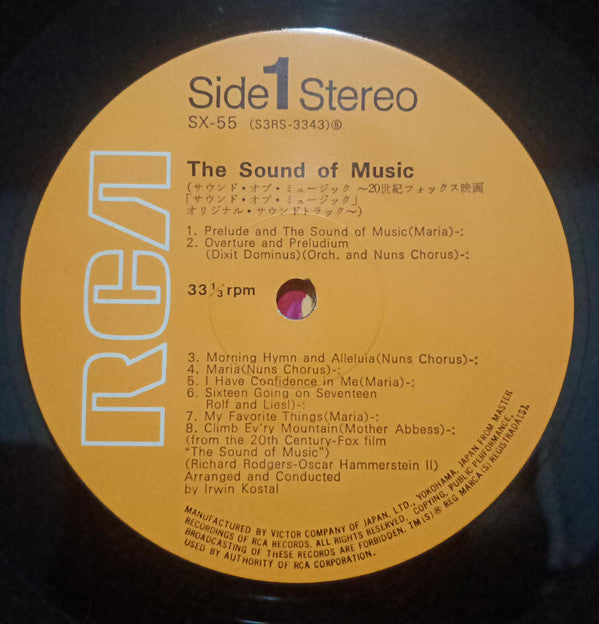 Side 1 Stereo
SX-55 (S3RS-3343)Ⓡ
RCA
The Sound of Music
(サウンド・オブ・ミュージック ～20世紀フォックス映画
「サウンド・オブ・ミュージック」
オリジナル・サウンドトラック～)
1. Prelude and The Sound of Music(Maria)-:
2. Overture and Preludium
(Dixit Dominus)(Orch. and Nuns Chorus)-:
33 1/3 rpm
3. Morning Hymn and Alleluia(Nuns Chorus)-:
4. Maria(Nuns Chorus)-:
5. I Have Confidence in Me(Maria)-:
6. Sixteen Going on Seventeen
Rolf and Liesl)-:
7. My Favorite Things(Maria)-:
8. Climb Ev'ry Mountain(Mother Abbess)-:
(from the 20th Century-Fox film
"The Sound of Music")
(Richard Rodgers-Oscar Hammerstein II)
Arranged and Conducted
by Irwin Kostal
MANUFACTURED BY VICTOR COMPANY OF JAPAN, LTD., YOKOHAMA, JAPAN FROM MASTER
RECORDINGS OF RCA RECORDS. ALL RIGHTS ARE RESERVED., COPYING, PUBLIC-PERFORMANCE,
BROADCASTING OF THESE RECORDS ARE FORBIDDEN. TM(S)® REG MARCA(S) REGISTRADA(S).
USED BY AUTHORITY OF RCA CORPORATION.